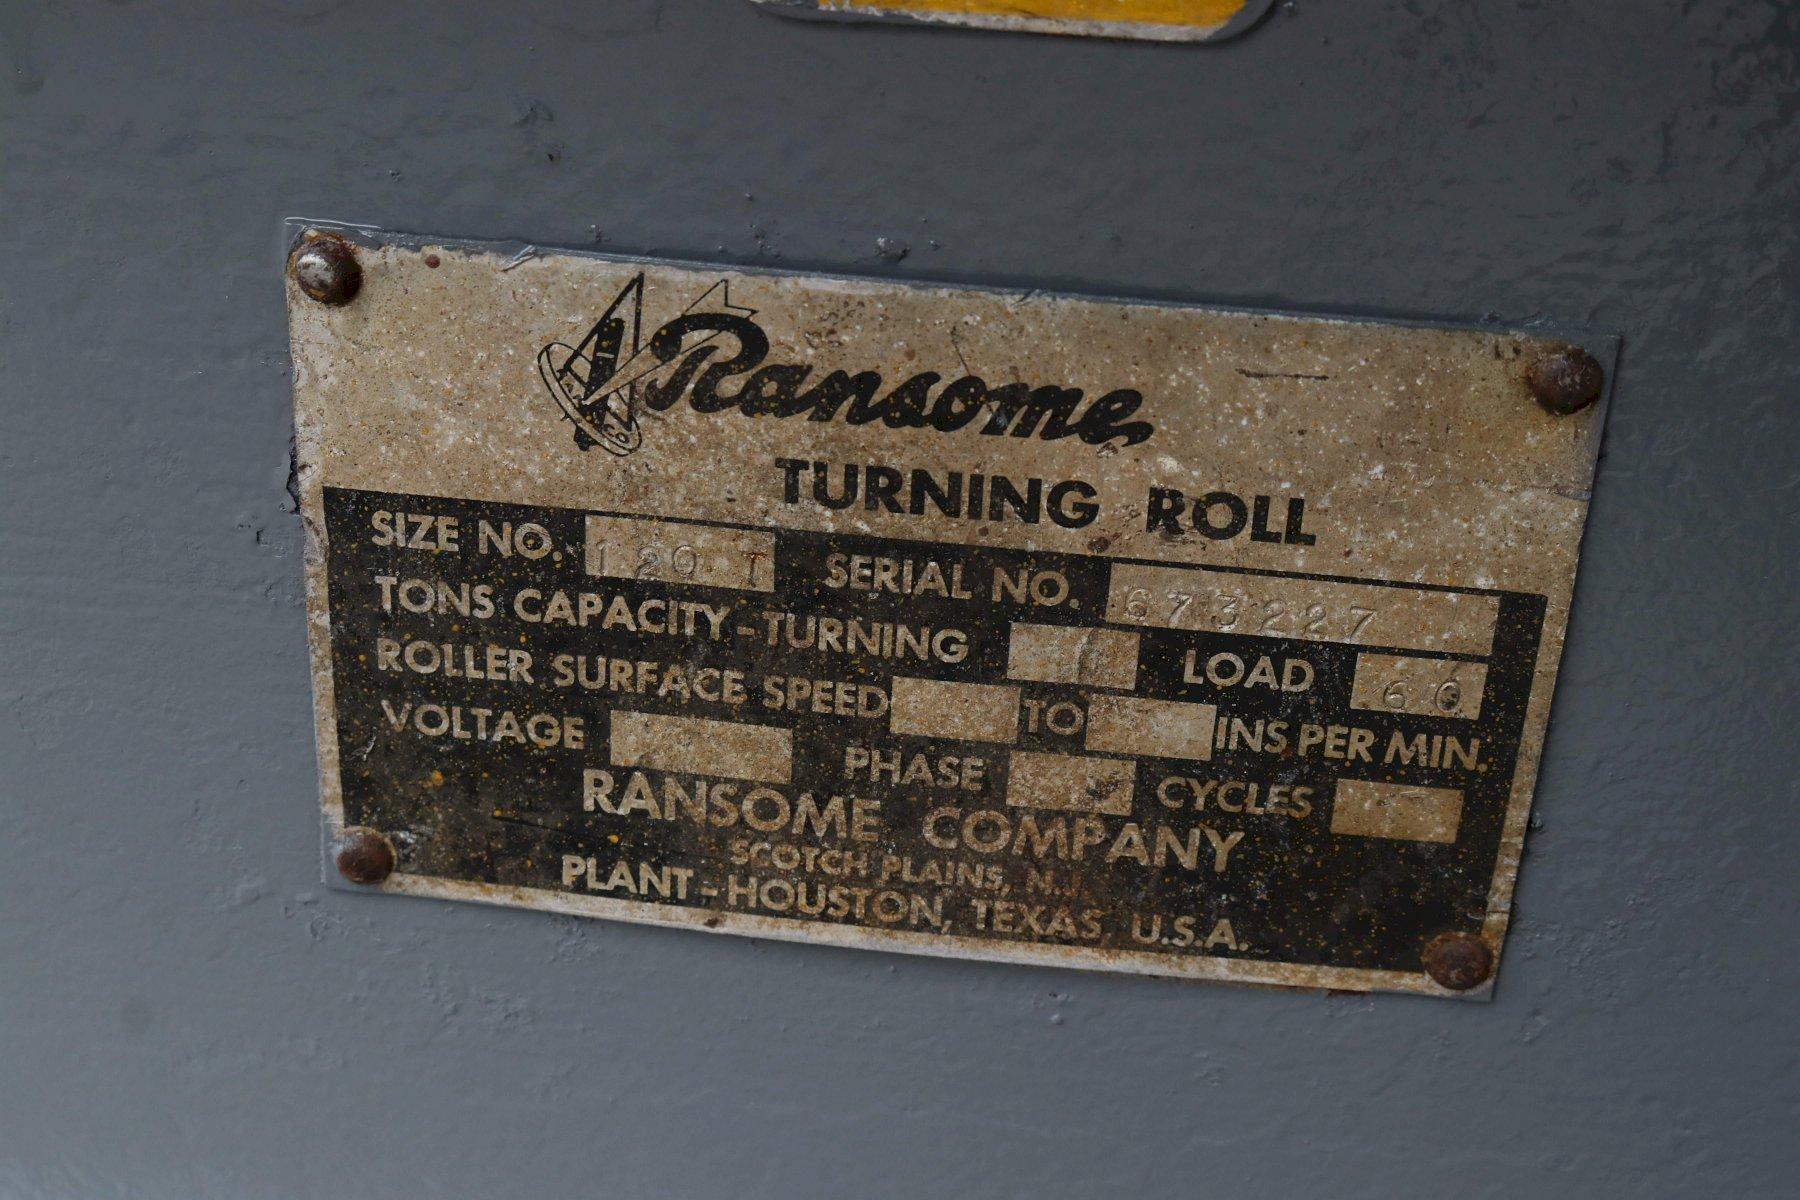 Ransome
TURNING ROLL
SIZE NO. 120 T SERIAL NO. 673227
TONS CAPACITY - TURNING LOAD 60
ROLLER SURFACE SPEED TO INS PER MIN.
VOLTAGE PHASE CYCLES
RANSOME COMPANY
SCOTCH PLAINS, N.J.
PLANT - HOUSTON, TEXAS, U.S.A.